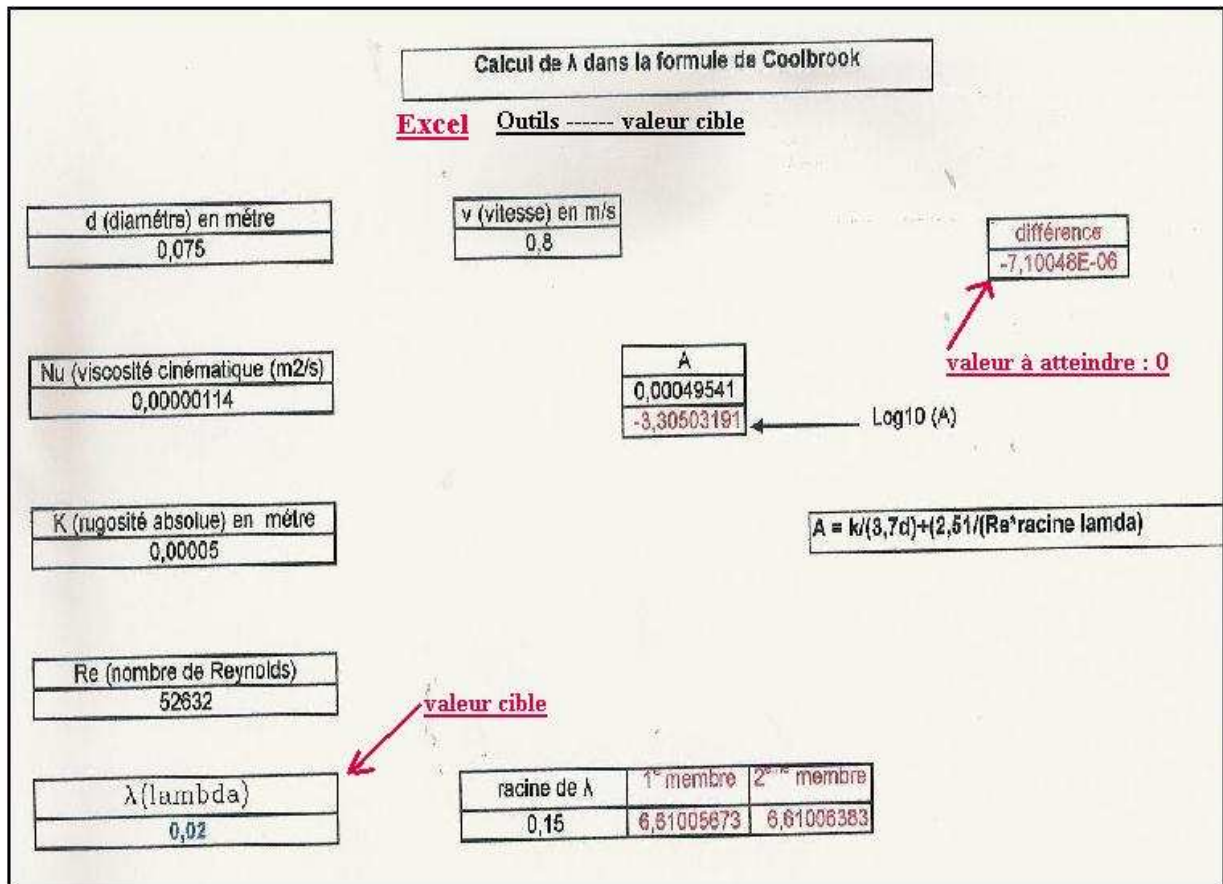 Calcul de λ dans la formule de Coolbrook
Excel Outils ------ valeur cible
d (diamétre) en métre
0,075
v (vitesse) en m/s
0,8
différence
-7,10048E-06
valeur à atteindre : 0
Nu (viscosité cinématique (m2/s)
0,00000114
A
0,00049541
-3,30503191
Log10 (A)
K (rugosité absolue) en métre
0,00005
A = k/(3,7d)+(2,51/(Re*racine lamda)
Re (nombre de Reynolds)
52632
valeur cible
λ(lambda)
0,02
racine de λ
0,15
membre
6,61005673
membre
6,61006383